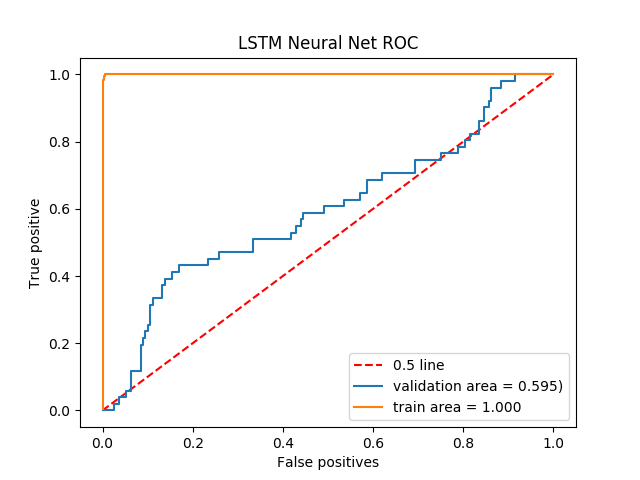 LSTM Neural Net ROC
True positive
1.0
0.8
0.6
0.4
0.2
0.0
0.5 line
validation area = 0.595)
train area = 1.000
0.0 0.2 0.4 0.6 0.8 1.0
False positives